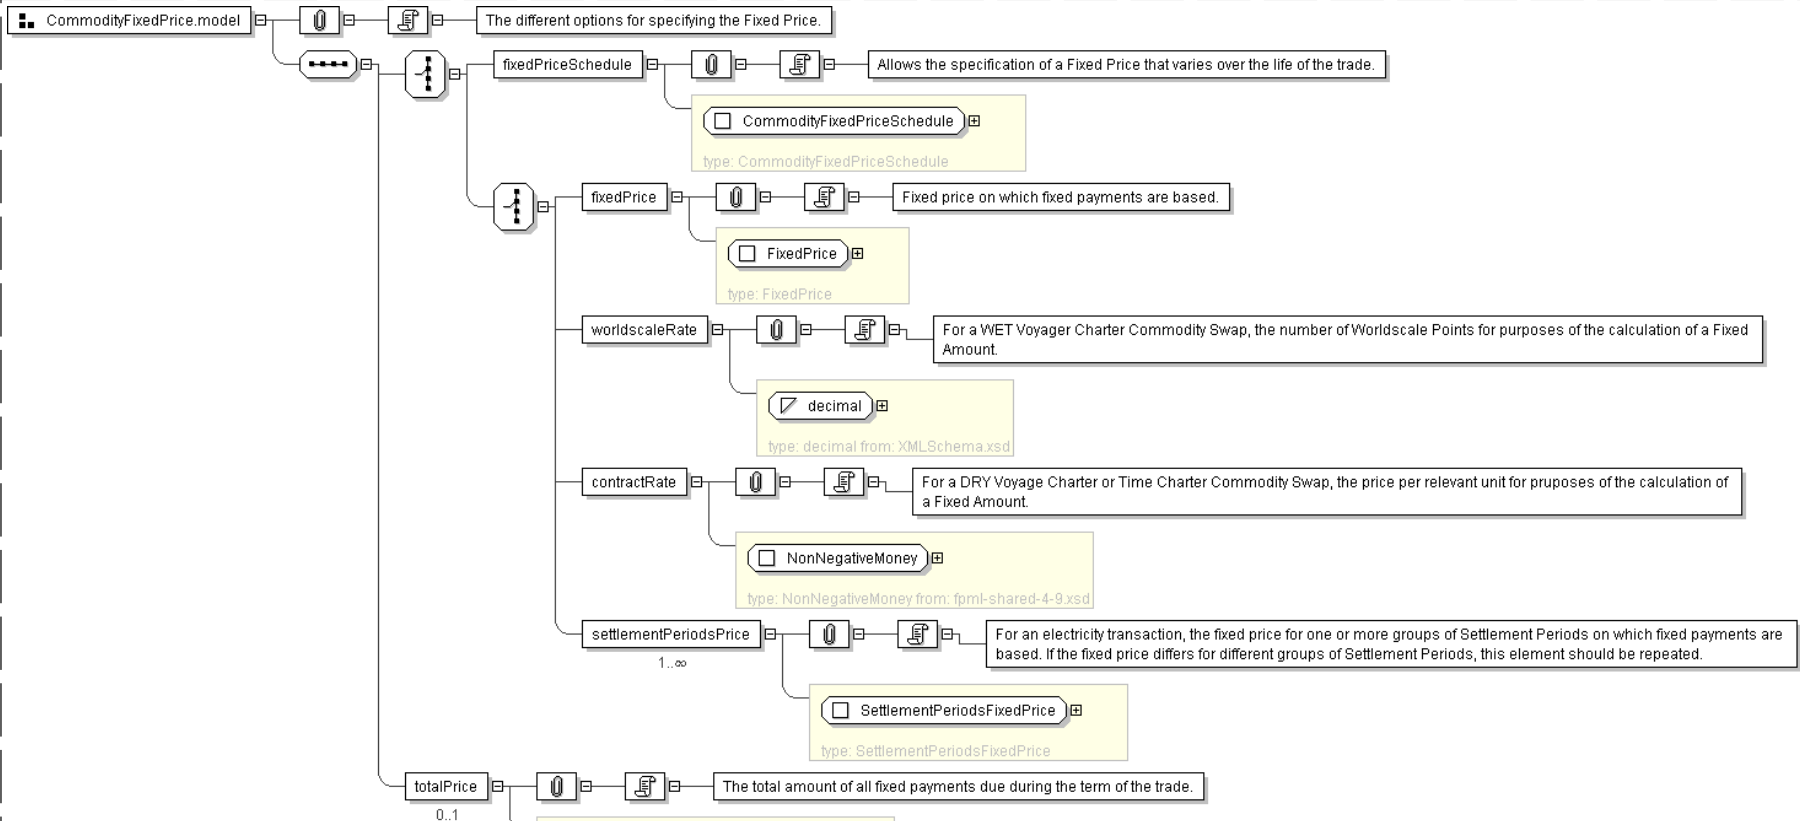 CommodityFixedPrice.model
The different options for specifying the Fixed Price.
fixedPriceSchedule
Allows the specification of a Fixed Price that varies over the life of the trade.
CommodityFixedPriceSchedule
type: CommodityFixedPriceSchedule
fixedPrice
Fixed price on which fixed payments are based.
FixedPrice
type: FixedPrice
worldscaleRate
For a WET Voyager Charter Commodity Swap, the number of Worldscale Points for purposes of the calculation of a Fixed
Amount.
decimal
type: decimal from: XMLSchema.xsd
contractRate
For a DRY Voyage Charter or Time Charter Commodity Swap, the price per relevant unit for pruposes of the calculation of
a Fixed Amount.
NonNegativeMoney
type: NonNegativeMoney from: fpml-shared-4-9.xsd
settlementPeriodsPrice
1..∞
For an electricity transaction, the fixed price for one or more groups of Settlement Periods on which fixed payments are
based. If the fixed price differs for different groups of Settlement Periods, this element should be repeated.
SettlementPeriodsFixedPrice
type: SettlementPeriodsFixedPrice
totalPrice
0..1
The total amount of all fixed payments due during the term of the trade.